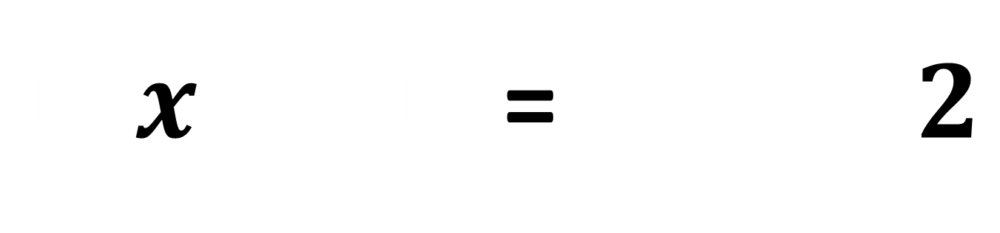 x = 2